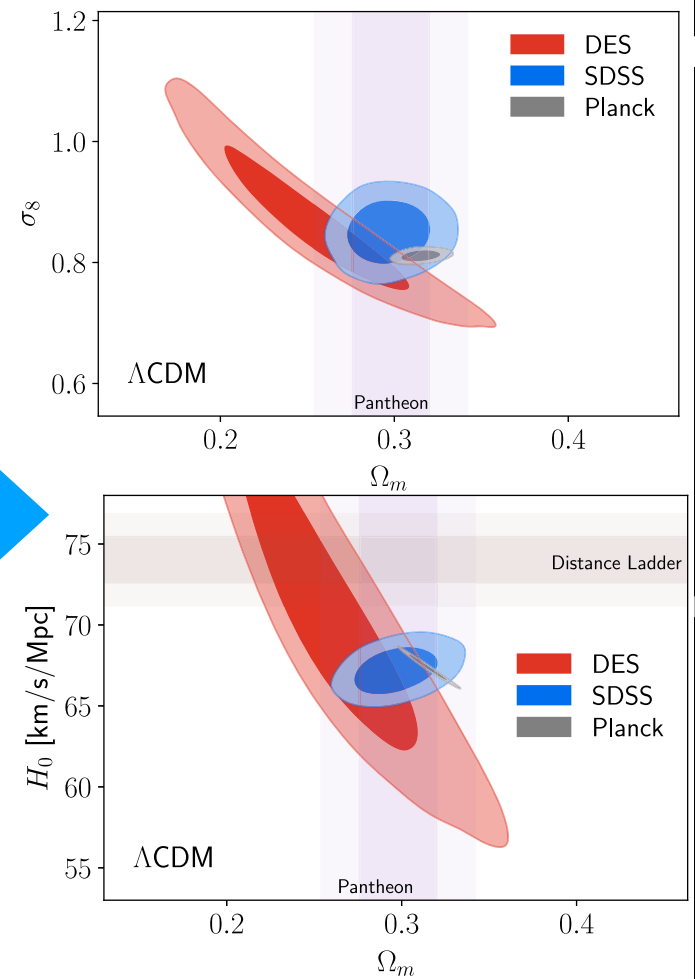 1.2
1.0
0.8
0.6
σ₈
DES
SDSS
Planck
ΛCDM
Pantheon
0.2 0.3 0.4
Ωₘ
75
70
65
60
55
H₀ [km/s/Mpc]
Distance Ladder
DES
SDSS
Planck
ΛCDM
Pantheon
0.2 0.3 0.4
Ωₘ